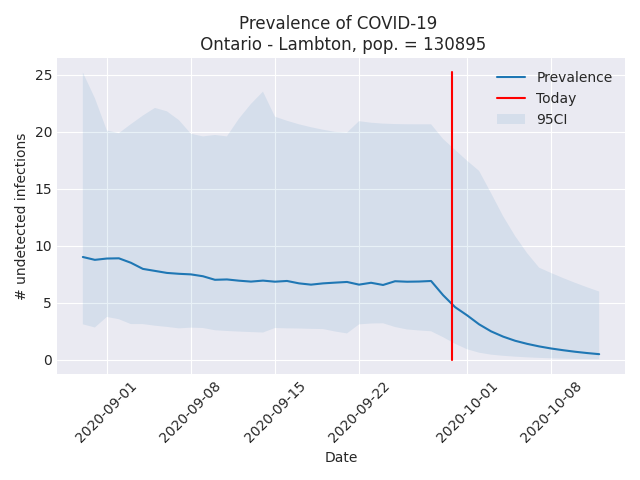 Prevalence of COVID-19
Ontario - Lambton, pop. = 130895
Prevalence
Today
95CI
# undetected infections
25
20
15
10
5
0
2020-09-01
2020-09-08
2020-09-15
2020-09-22
2020-10-01
2020-10-08
Date